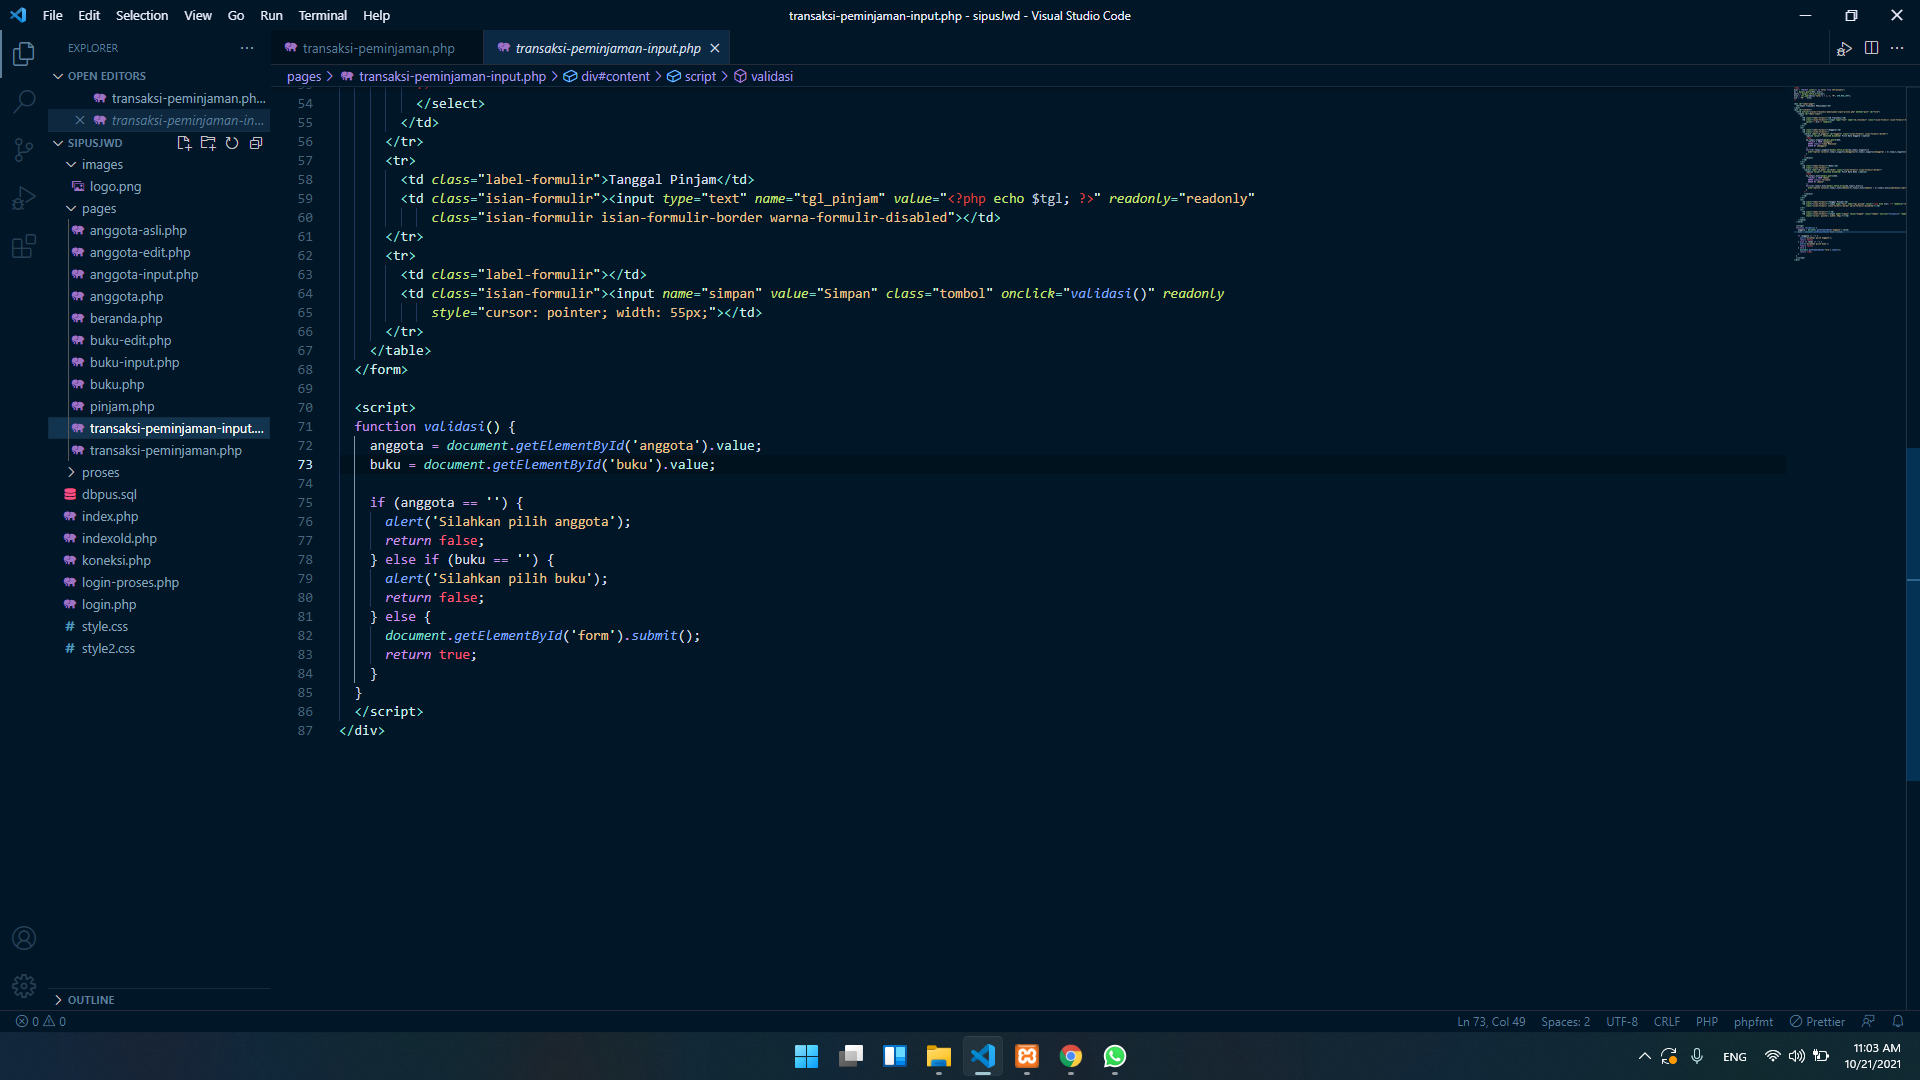 File Edit Selection View Go Run Terminal Help
transaksi-peminjaman-input.php - sipusJwd - Visual Studio Code
EXPLORER
transaksi-peminjaman.php
transaksi-peminjaman-input.php
pages > transaksi-peminjaman-input.php > div#content > script > validasi
OPEN EDITORS
transaksi-peminjaman.ph...
transaksi-peminjaman-in...
SIPUSJWD
images
logo.png
pages
anggota-asli.php
anggota-edit.php
anggota-input.php
anggota.php
beranda.php
buku-edit.php
buku-input.php
buku.php
pinjam.php
transaksi-peminjaman-input....
transaksi-peminjaman.php
proses
dbpus.sql
index.php
indexold.php
koneksi.php
login-proses.php
login.php
style.css
style2.css
OUTLINE
54 </select>
55 </td>
56 </tr>
57 <tr>
58 <td class="label-formulir">Tanggal Pinjam</td>
59 <td class="isian-formulir"><input type="text" name="tgl_pinjam" value="<?php echo $tgl; ?>" readonly="readonly"
60 class="isian-formulir isian-formulir-border warna-formulir-disabled"></td>
61 </tr>
62 <tr>
63 <td class="label-formulir"></td>
64 <td class="isian-formulir"><input name="simpan" value="Simpan" class="tombol" onclick="validasi()" readonly
65 style="cursor: pointer; width: 55px;"></td>
66 </tr>
67 </table>
68 </form>
69
70 <script>
71 function validasi() {
72 anggota = document.getElementById('anggota').value;
73 buku = document.getElementById('buku').value;
74
75 if (anggota == '') {
76 alert('Silahkan pilih anggota');
77 return false;
78 } else if (buku == '') {
79 alert('Silahkan pilih buku');
80 return false;
81 } else {
82 document.getElementById('form').submit();
83 return true;
84 }
85 }
86 </script>
87 </div>
0 0
Ln 73, Col 49 Spaces: 2 UTF-8 CRLF PHP phpfmt Prettier
ENG
11:03 AM
10/21/2021